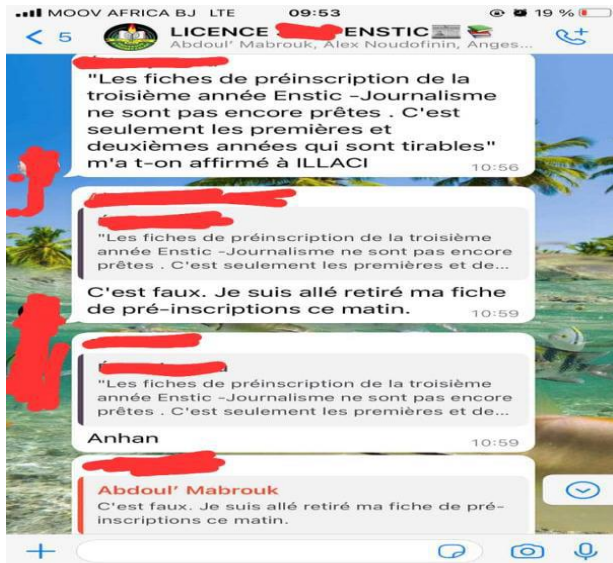 MOOV AFRICA BJ LTE 09:53 19 %
5 LICENCE ENSTIC
Abdoul' Mabrouk, Alex Noudofinin, Anges...
"Les fiches de préinscription de la
troisième année Enstic -Journalisme
ne sont pas encore prêtes . C'est
seulement les premières et
deuxièmes années qui sont tirables"
m'a t-on affirmé à ILLACI 10:56
"Les fiches de préinscription de la troisième
année Enstic -Journalisme ne sont pas encore
prêtes . C'est seulement les premières et de...
C'est faux. Je suis allé retiré ma fiche
de pré-inscriptions ce matin. 10:59
"Les fiches de préinscription de la troisième
année Enstic -Journalisme ne sont pas encore
prêtes . C'est seulement les premières et de...
Anhan 10:59
Abdoul' Mabrouk
C'est faux. Je suis allé retiré ma fiche de pré-
inscriptions ce matin.